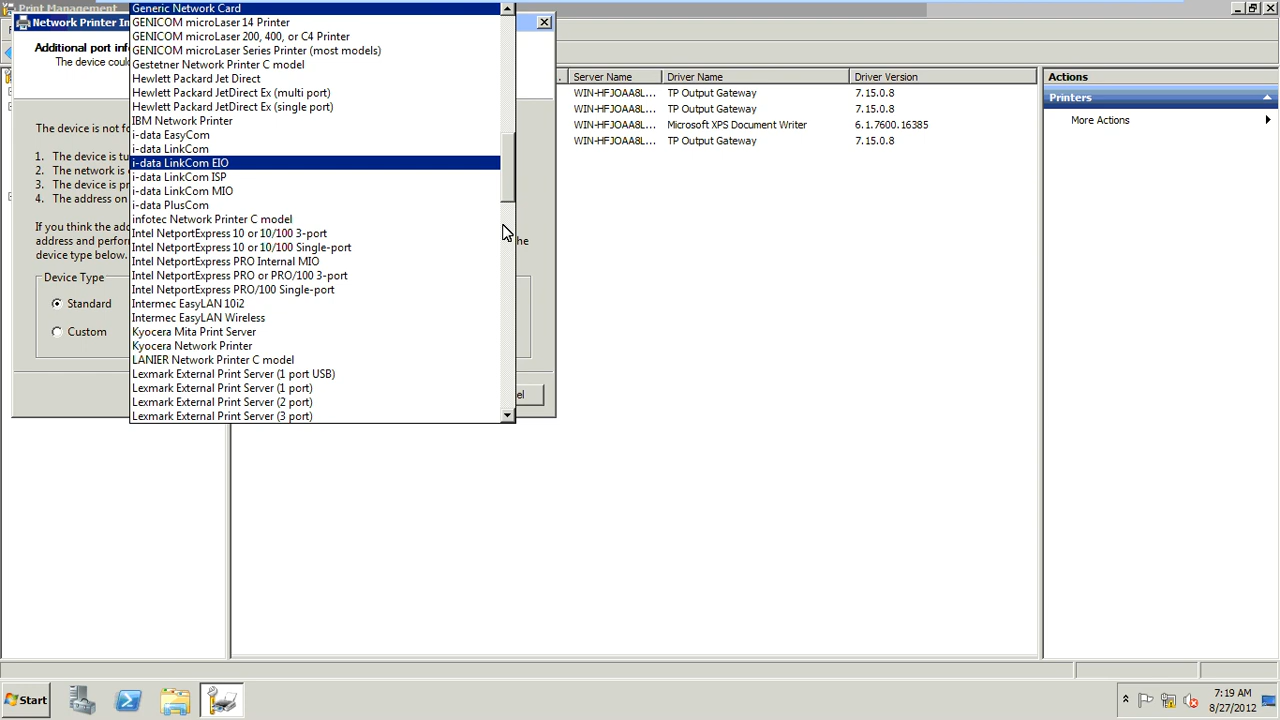 Print Management
Network Printer In
Additional port info
The device coul
The device is not fo
1. The device is tu
2. The network is
3. The device is pr
4. The address on
If you think the add
address and perfor
the
device type below.
Device Type
Standard
Custom
el
Generic Network Card
GENICOM microLaser 14 Printer
GENICOM microLaser 200, 400, or C4 Printer
GENICOM microLaser Series Printer (most models)
Gestetner Network Printer C model
Hewlett Packard Jet Direct
Hewlett Packard JetDirect Ex (multi port)
Hewlett Packard JetDirect Ex (single port)
IBM Network Printer
i-data EasyCom
i-data LinkCom
i-data LinkCom EIO
i-data LinkCom ISP
i-data LinkCom MIO
i-data PlusCom
infotec Network Printer C model
Intel NetportExpress 10 or 10/100 3-port
Intel NetportExpress 10 or 10/100 Single-port
Intel NetportExpress PRO Internal MIO
Intel NetportExpress PRO or PRO/100 3-port
Intel NetportExpress PRO/100 Single-port
Intermec EasyLAN 10i2
Intermec EasyLAN Wireless
Kyocera Mita Print Server
Kyocera Network Printer
LANIER Network Printer C model
Lexmark External Print Server (1 port USB)
Lexmark External Print Server (1 port)
Lexmark External Print Server (2 port)
Lexmark External Print Server (3 port)
... Server Name Driver Name Driver Version
WIN-HFJOAA8L... TP Output Gateway 7.15.0.8
WIN-HFJOAA8L... TP Output Gateway 7.15.0.8
WIN-HFJOAA8L... Microsoft XPS Document Writer 6.1.7600.16385
WIN-HFJOAA8L... TP Output Gateway 7.15.0.8
Actions
Printers
More Actions
Start
7:19 AM
8/27/2012